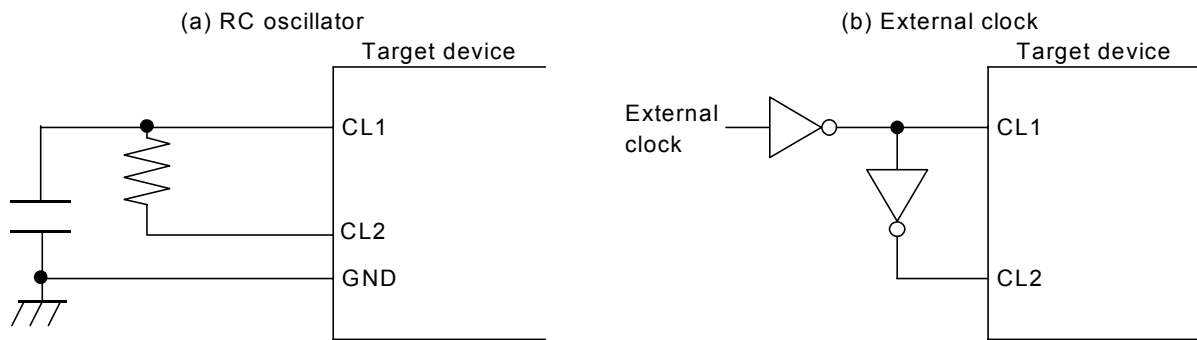 (a) RC oscillator
Target device
CL1
CL2
GND
(b) External clock
Target device
External
clock
CL1
CL2